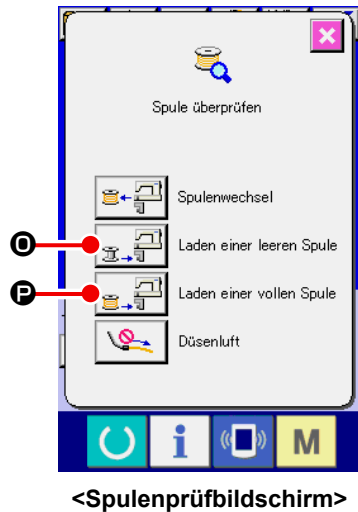 Spule überprüfen
Spulenwechsel
O
Laden einer leeren Spule
P
Laden einer vollen Spule
Düsenluft
i
M
<Spulenprüfbildschirm>